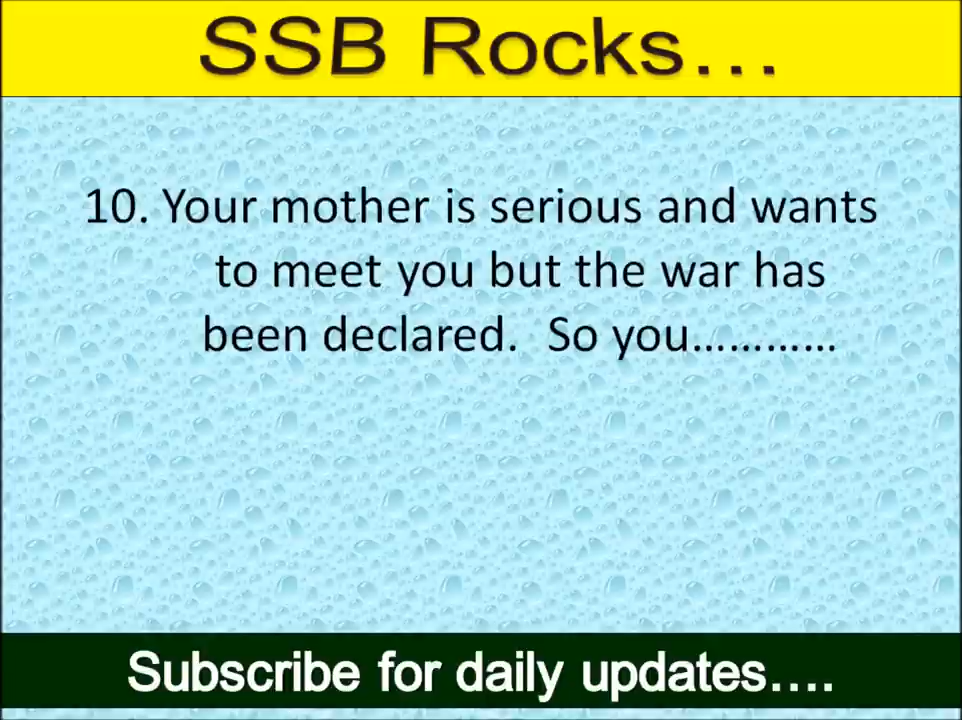 SSB Rocks...
10. Your mother is serious and wants
to meet you but the war has
been declared. So you............
Subscribe for daily updates....